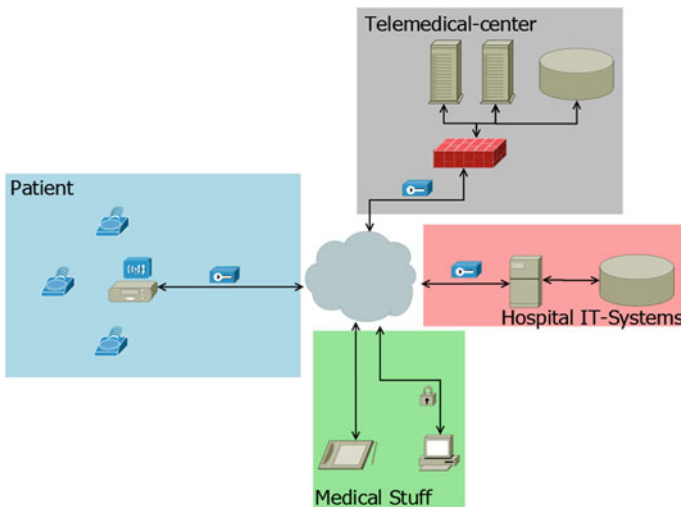 Telemedical-center
Patient
Hospital IT-Systems
Medical Stuff